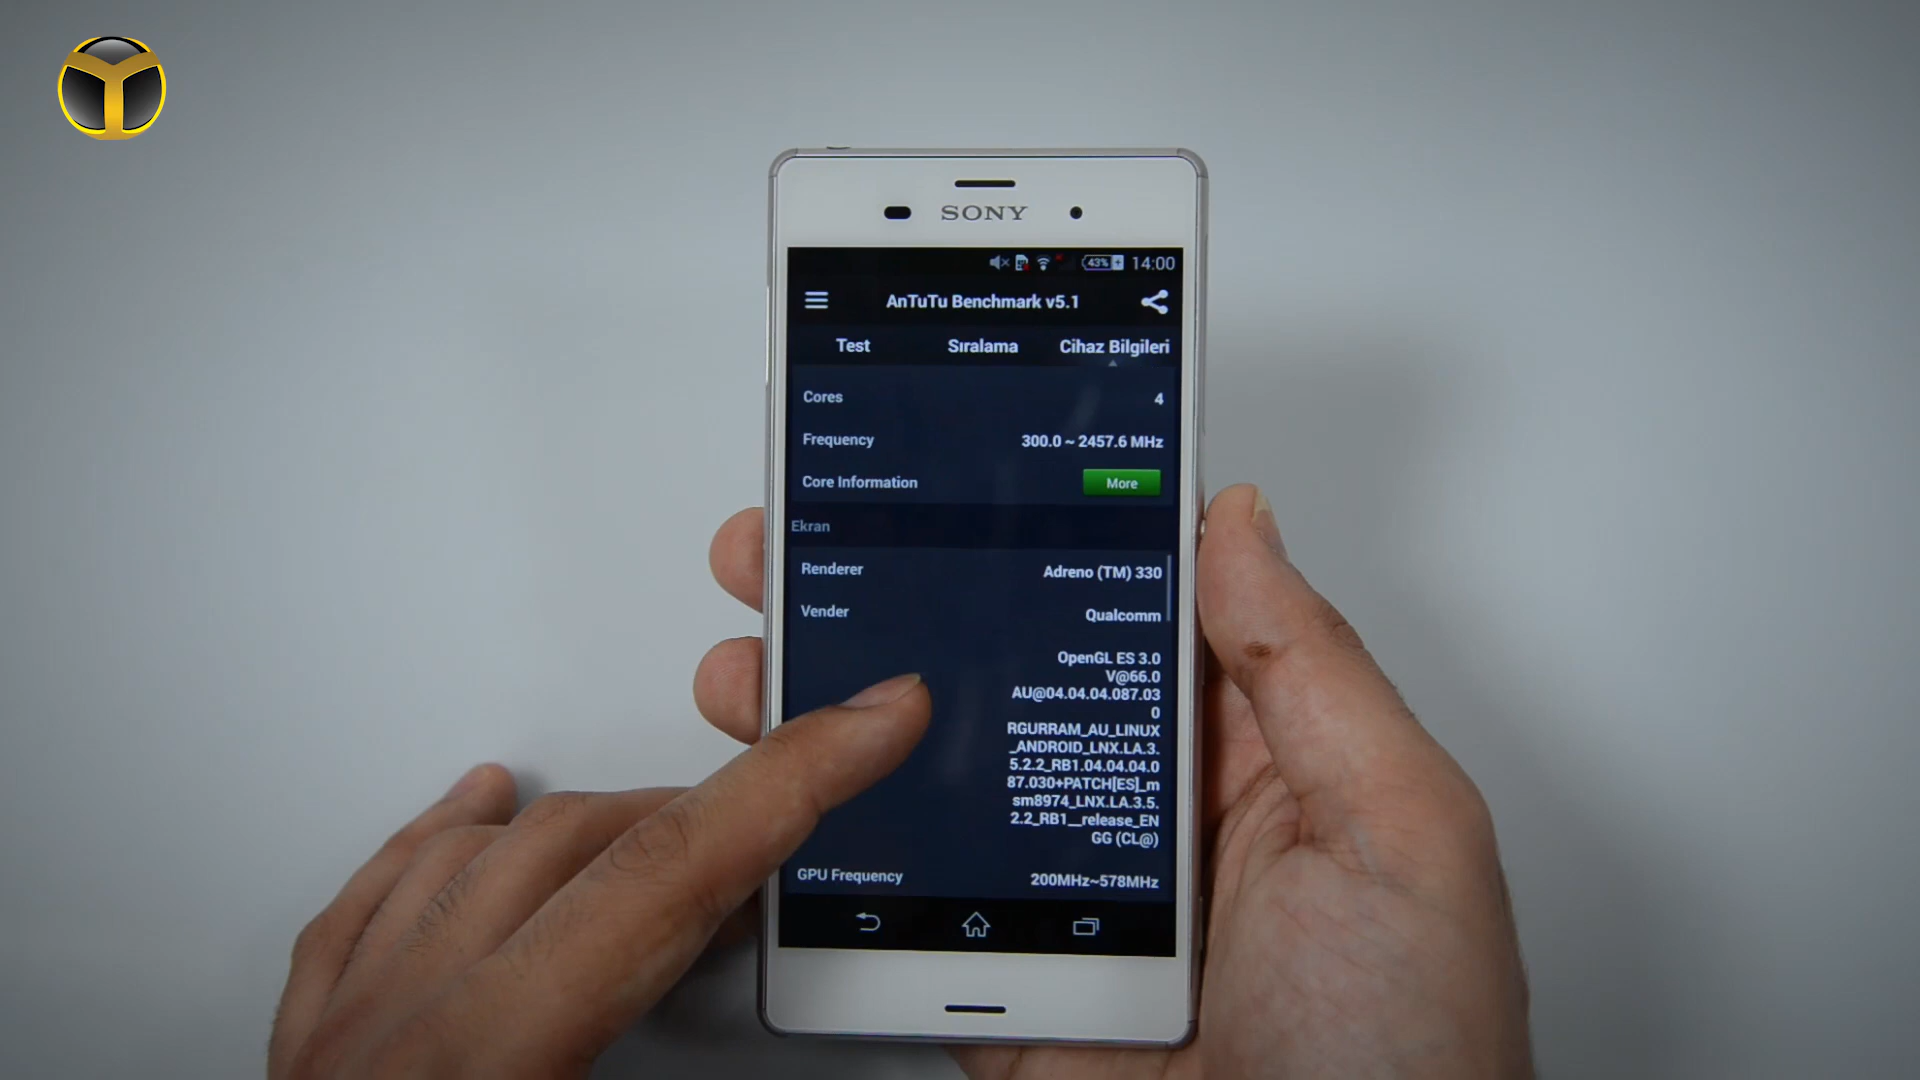 SONY
43% 14:00
AnTuTu Benchmark v5.1
Test Sıralama Cihaz Bilgileri
Cores 4
Frequency 300.0 ~ 2457.6 MHz
Core Information More
Ekran
Renderer Adreno (TM) 330
Vender Qualcomm
OpenGL ES 3.0
V@66.0
AU@04.04.04.087.03
0
RGURRAM_AU_LINUX
_ANDROID_LNX.LA.3.
5.2.2_RB1.04.04.04.0
87.030+PATCH[ES]_m
sm8974_LNX.LA.3.5.
2.2_RB1__release_EN
GG (CL@)
GPU Frequency 200MHz~578MHz